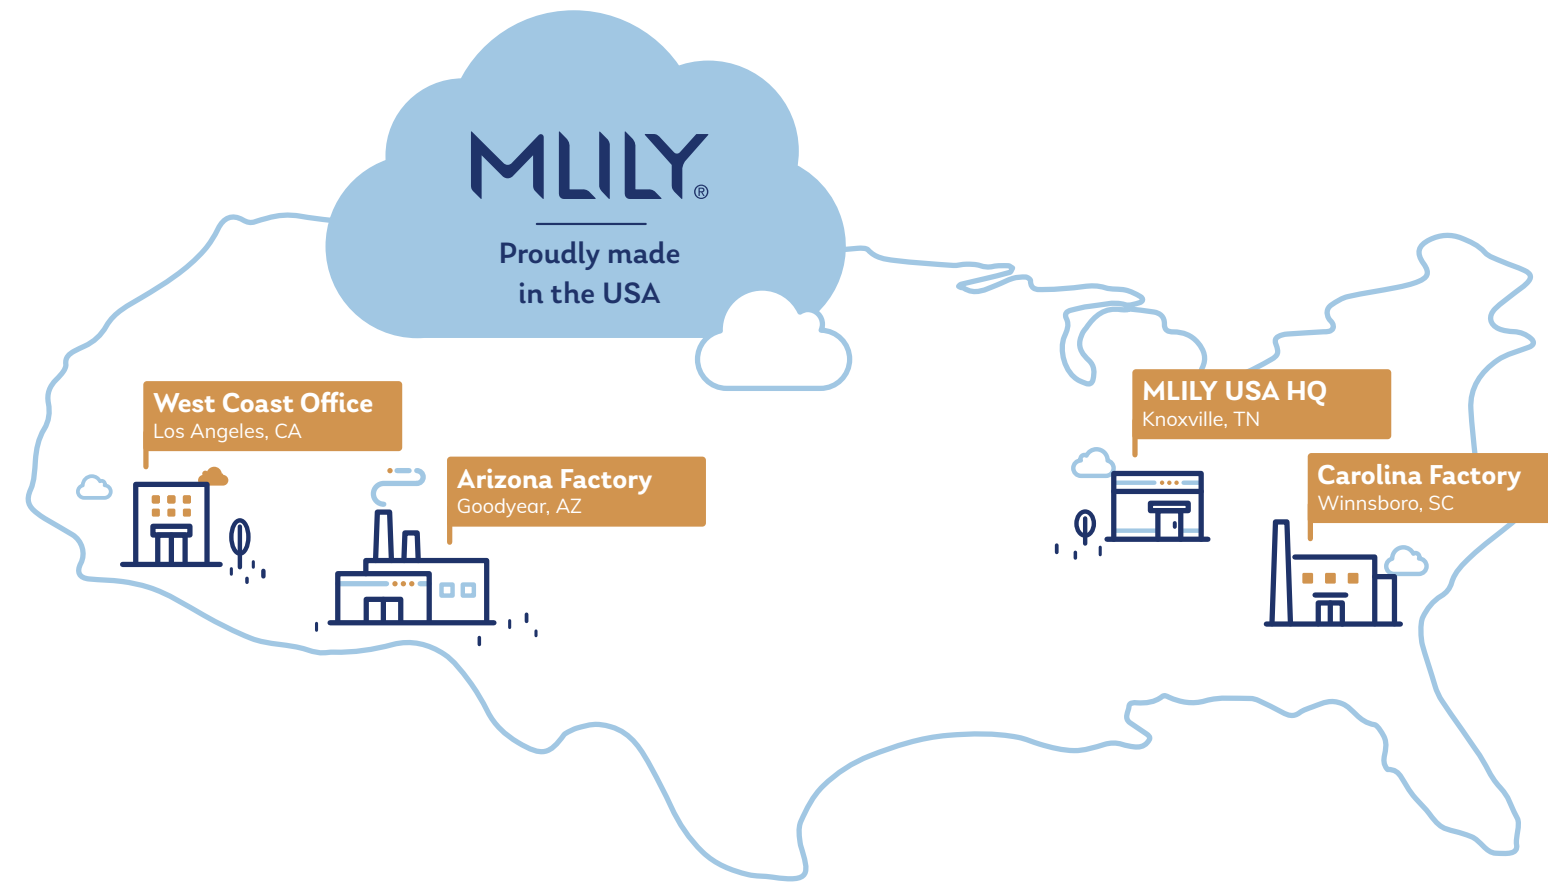 MLILY®
Proudly made
in the USA
West Coast Office
Los Angeles, CA
Arizona Factory
Goodyear, AZ
MLILY USA HQ
Knoxville, TN
Carolina Factory
Winnsboro, SC